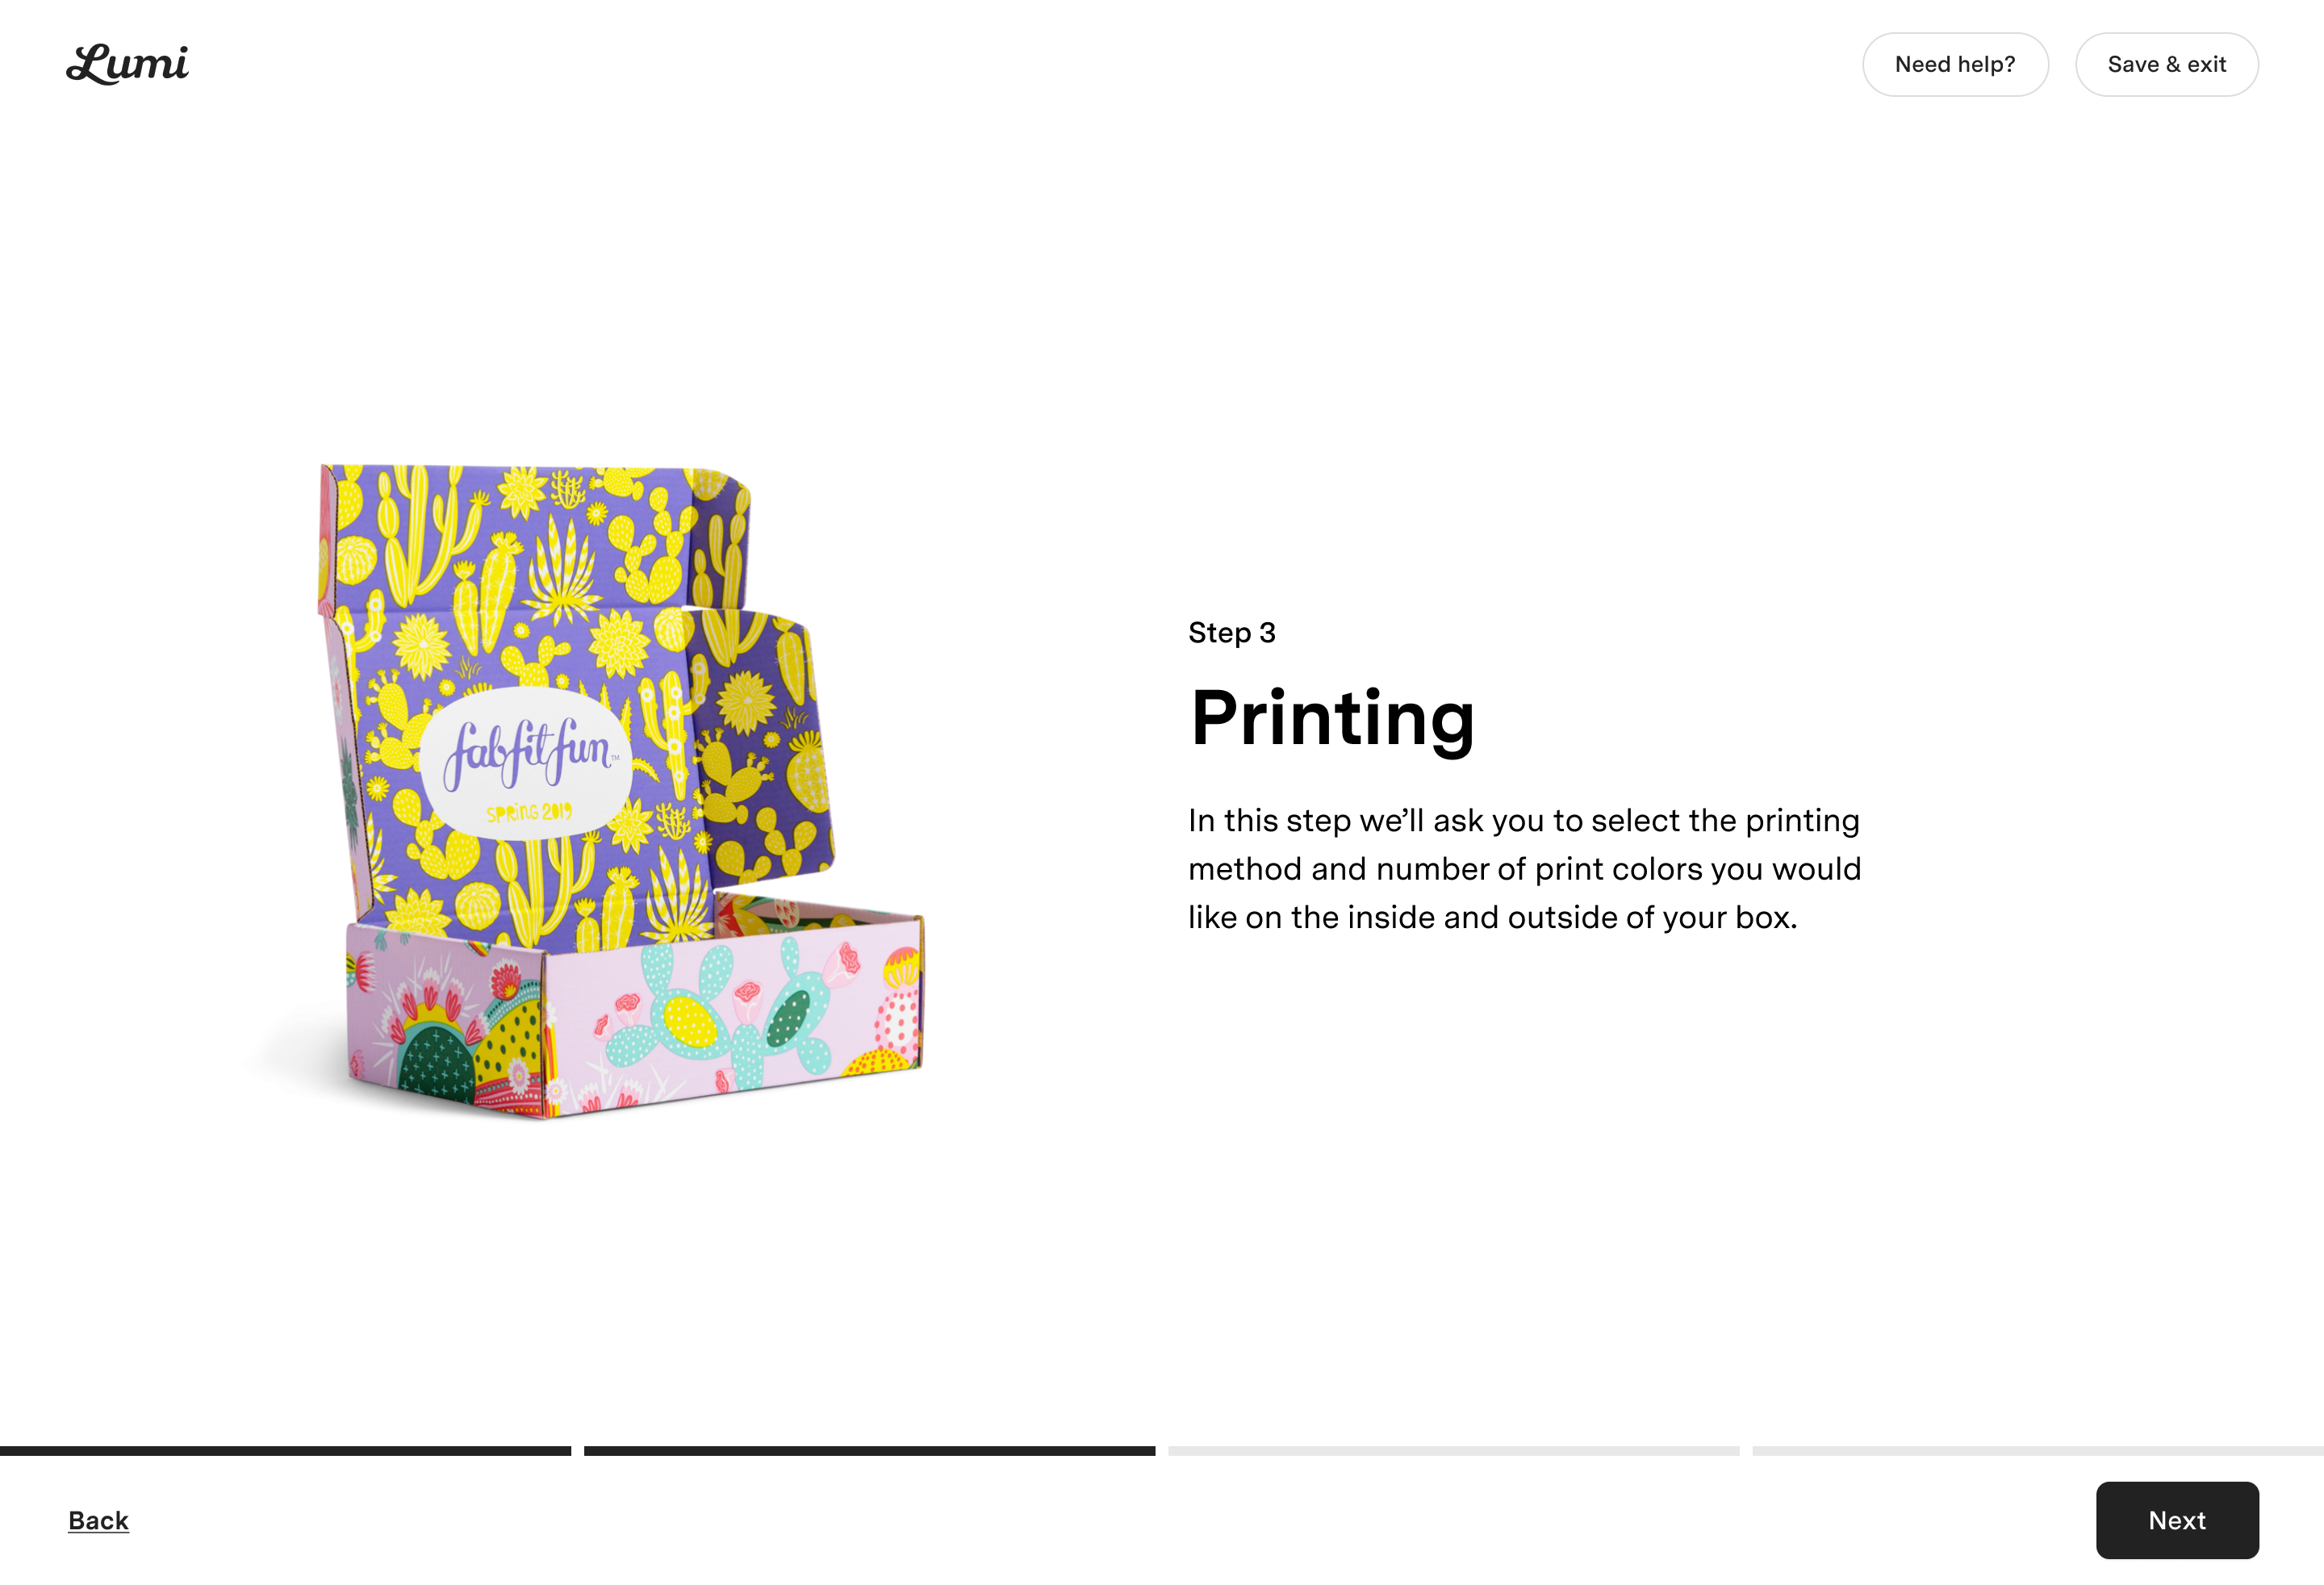 Lumi
Need help?
Save & exit
fabfitfun™
SPRING 2019
Step 3
Printing
In this step we’ll ask you to select the printing
method and number of print colors you would
like on the inside and outside of your box.
Back
Next